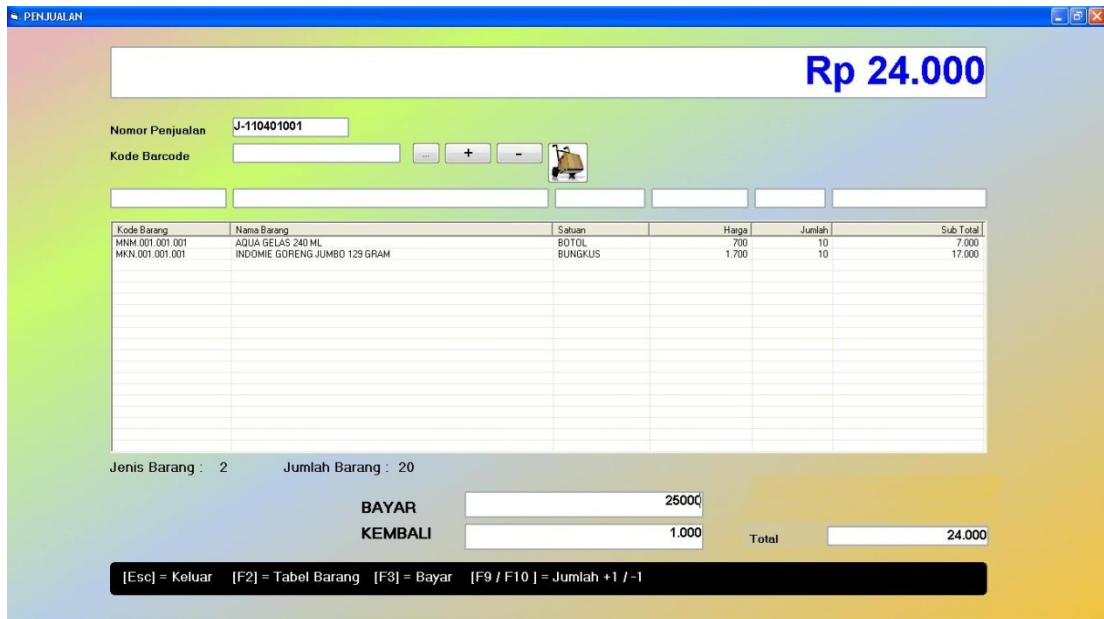 PENJUALAN
Rp 24.000
Nomor Penjualan J-110401001
Kode Barcode ... + -
Kode Barang Nama Barang Satuan Harga Jumlah Sub Total
MNM.001.001.001 AQUA GELAS 240 ML BOTOL 700 10 7.000
MKN.001.001.001 INDOMIE GORENG JUMBO 129 GRAM BUNGKUS 1.700 10 17.000
Jenis Barang : 2 Jumlah Barang : 20
BAYAR 25000
KEMBALI 1.000 Total 24.000
[Esc] = Keluar [F2] = Tabel Barang [F3] = Bayar [F9 / F10 ] = Jumlah +1 / -1